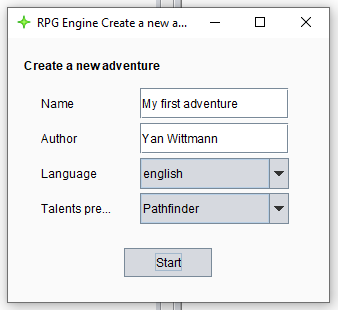 RPG Engine Create a new a...
Create a new adventure
Name My first adventure
Author Yan Wittmann
Language english
Talents pre... Pathfinder
Start